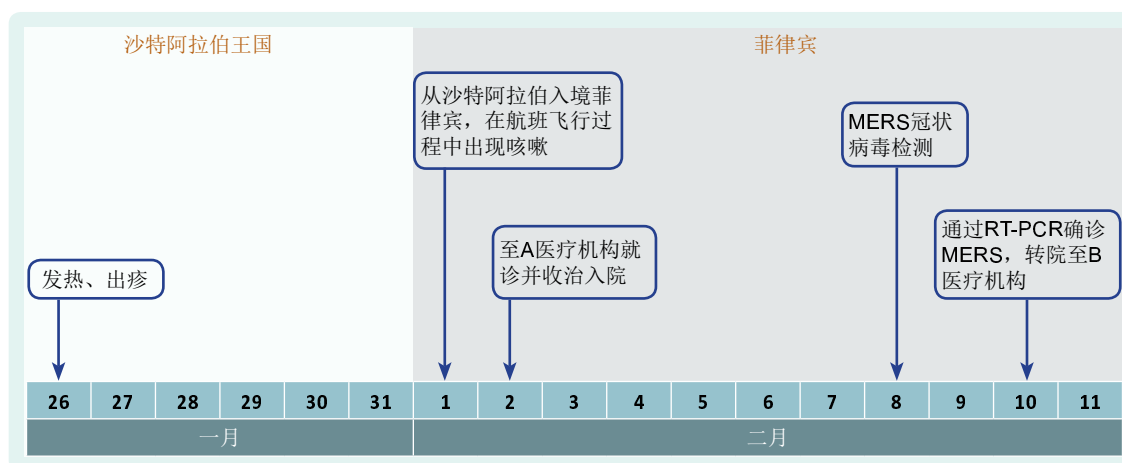 沙特阿拉伯王国
菲律宾
从沙特阿拉伯入境菲
律宾，在航班飞行过
程中出现咳嗽
MERS冠状
病毒检测
至A医疗机构就
诊并收治入院
通过RT-PCR确诊
MERS，转院至B
医疗机构
发热、出疹
26 27 28 29 30 31 1 2 3 4 5 6 7 8 9 10 11
一月 二月